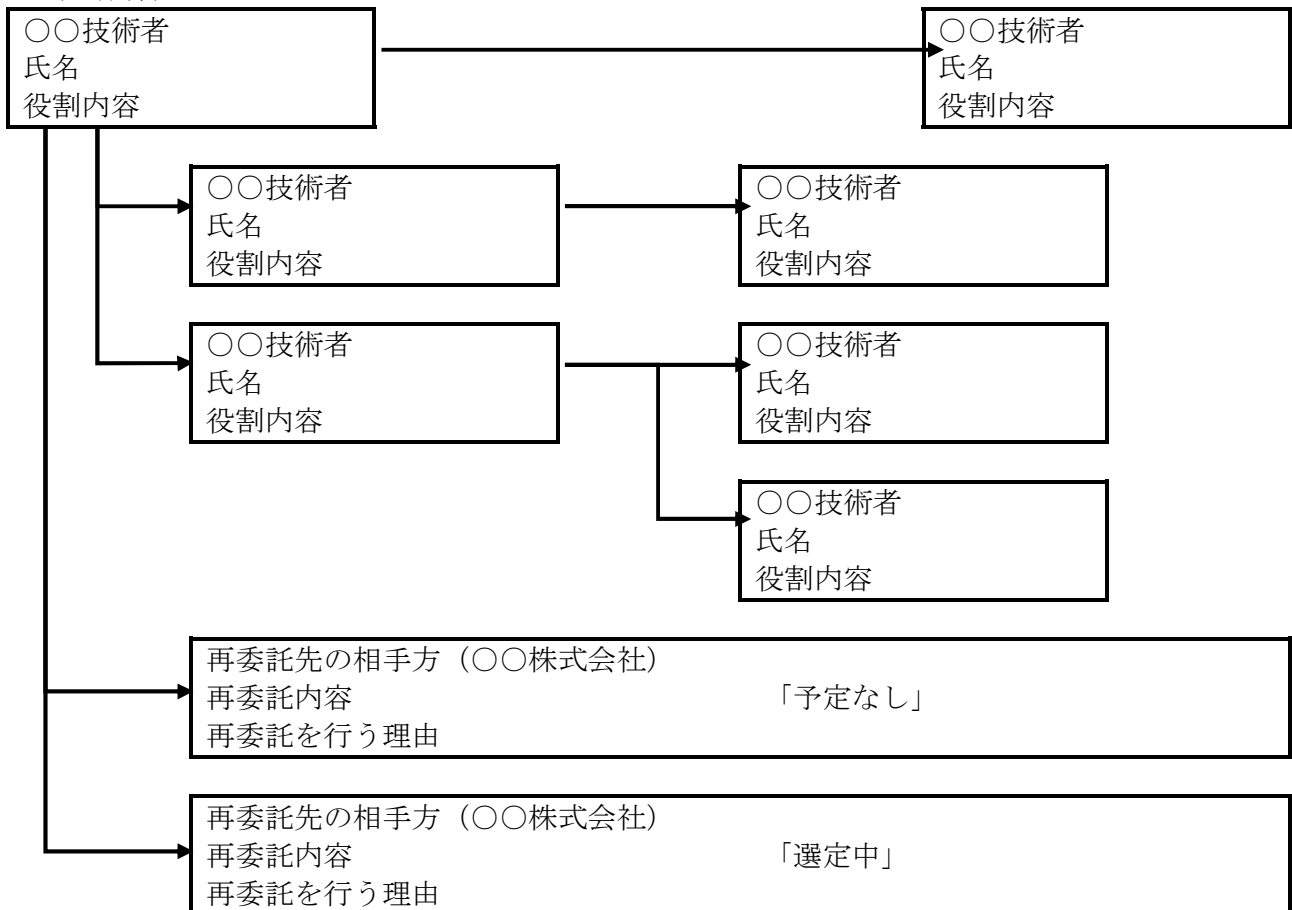 ○○技術者
氏名
役割内容
○○技術者
氏名
役割内容
○○技術者
氏名
役割内容
○○技術者
氏名
役割内容
○○技術者
氏名
役割内容
○○技術者
氏名
役割内容
○○技術者
氏名
役割内容
再委託先の相手方（○○株式会社）
再委託内容 「予定なし」
再委託を行う理由
再委託先の相手方（○○株式会社）
再委託内容 「選定中」
再委託を行う理由